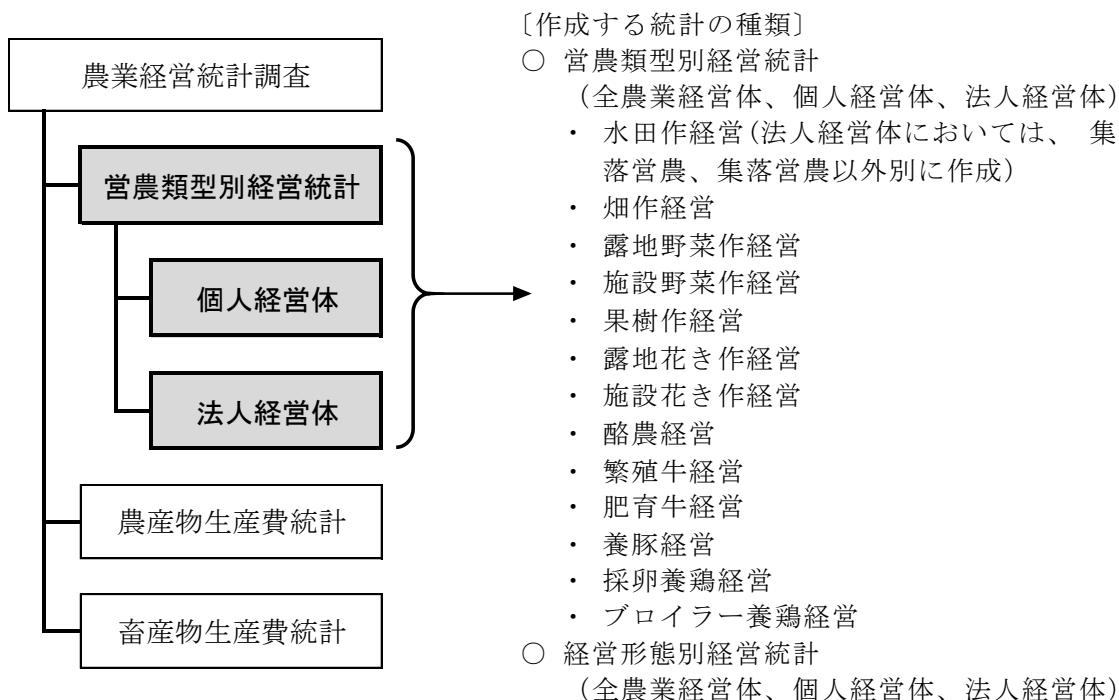 農業経営統計調査
営農類型別経営統計
個人経営体
法人経営体
農産物生産費統計
畜産物生産費統計
〔作成する統計の種類〕
○ 営農類型別経営統計
(全農業経営体、個人経営体、法人経営体)
・ 水田作経営(法人経営体においては、 集
落営農、集落営農以外別に作成)
・ 畑作経営
・ 露地野菜作経営
・ 施設野菜作経営
・ 果樹作経営
・ 露地花き作経営
・ 施設花き作経営
・ 酪農経営
・ 繁殖牛経営
・ 肥育牛経営
・ 養豚経営
・ 採卵養鶏経営
・ ブロイラー養鶏経営
○ 経営形態別経営統計
(全農業経営体、個人経営体、法人経営体)